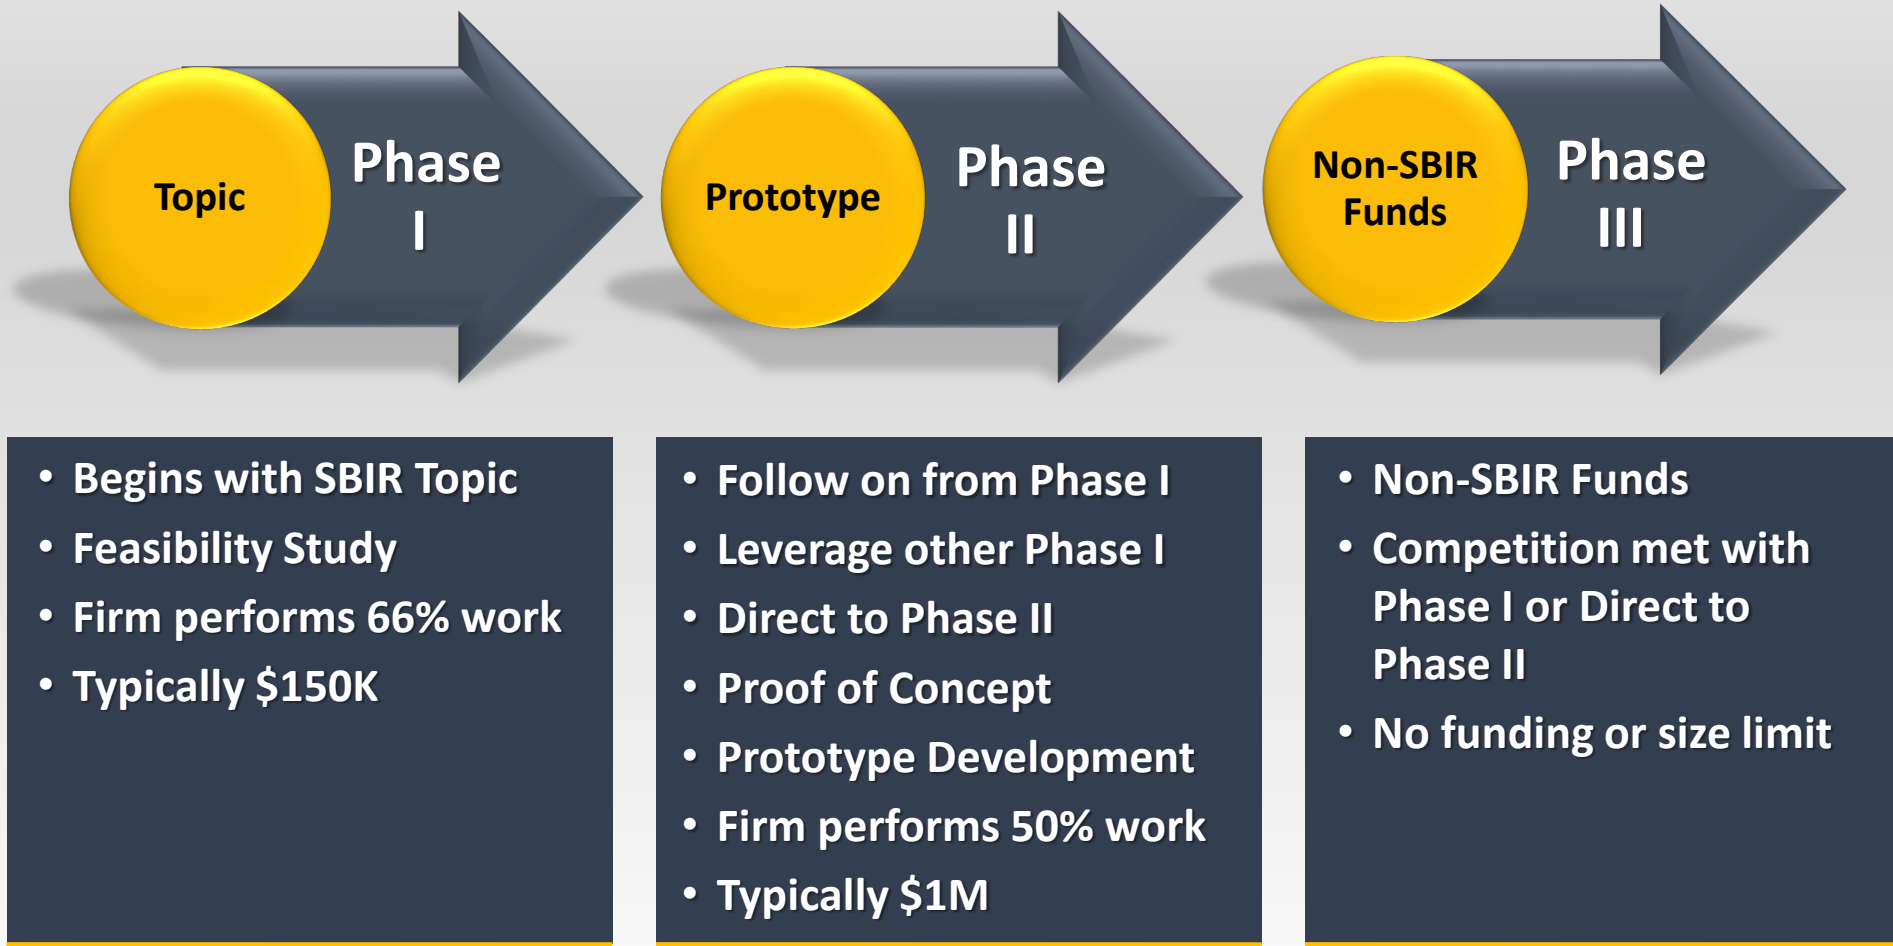 Topic
Phase
I
Prototype
Phase
II
Non-SBIR
Funds
Phase
III
• Begins with SBIR Topic
• Feasibility Study
• Firm performs 66% work
• Typically $150K
• Follow on from Phase I
• Leverage other Phase I
• Direct to Phase II
• Proof of Concept
• Prototype Development
• Firm performs 50% work
• Typically $1M
• Non-SBIR Funds
• Competition met with
Phase I or Direct to
Phase II
• No funding or size limit